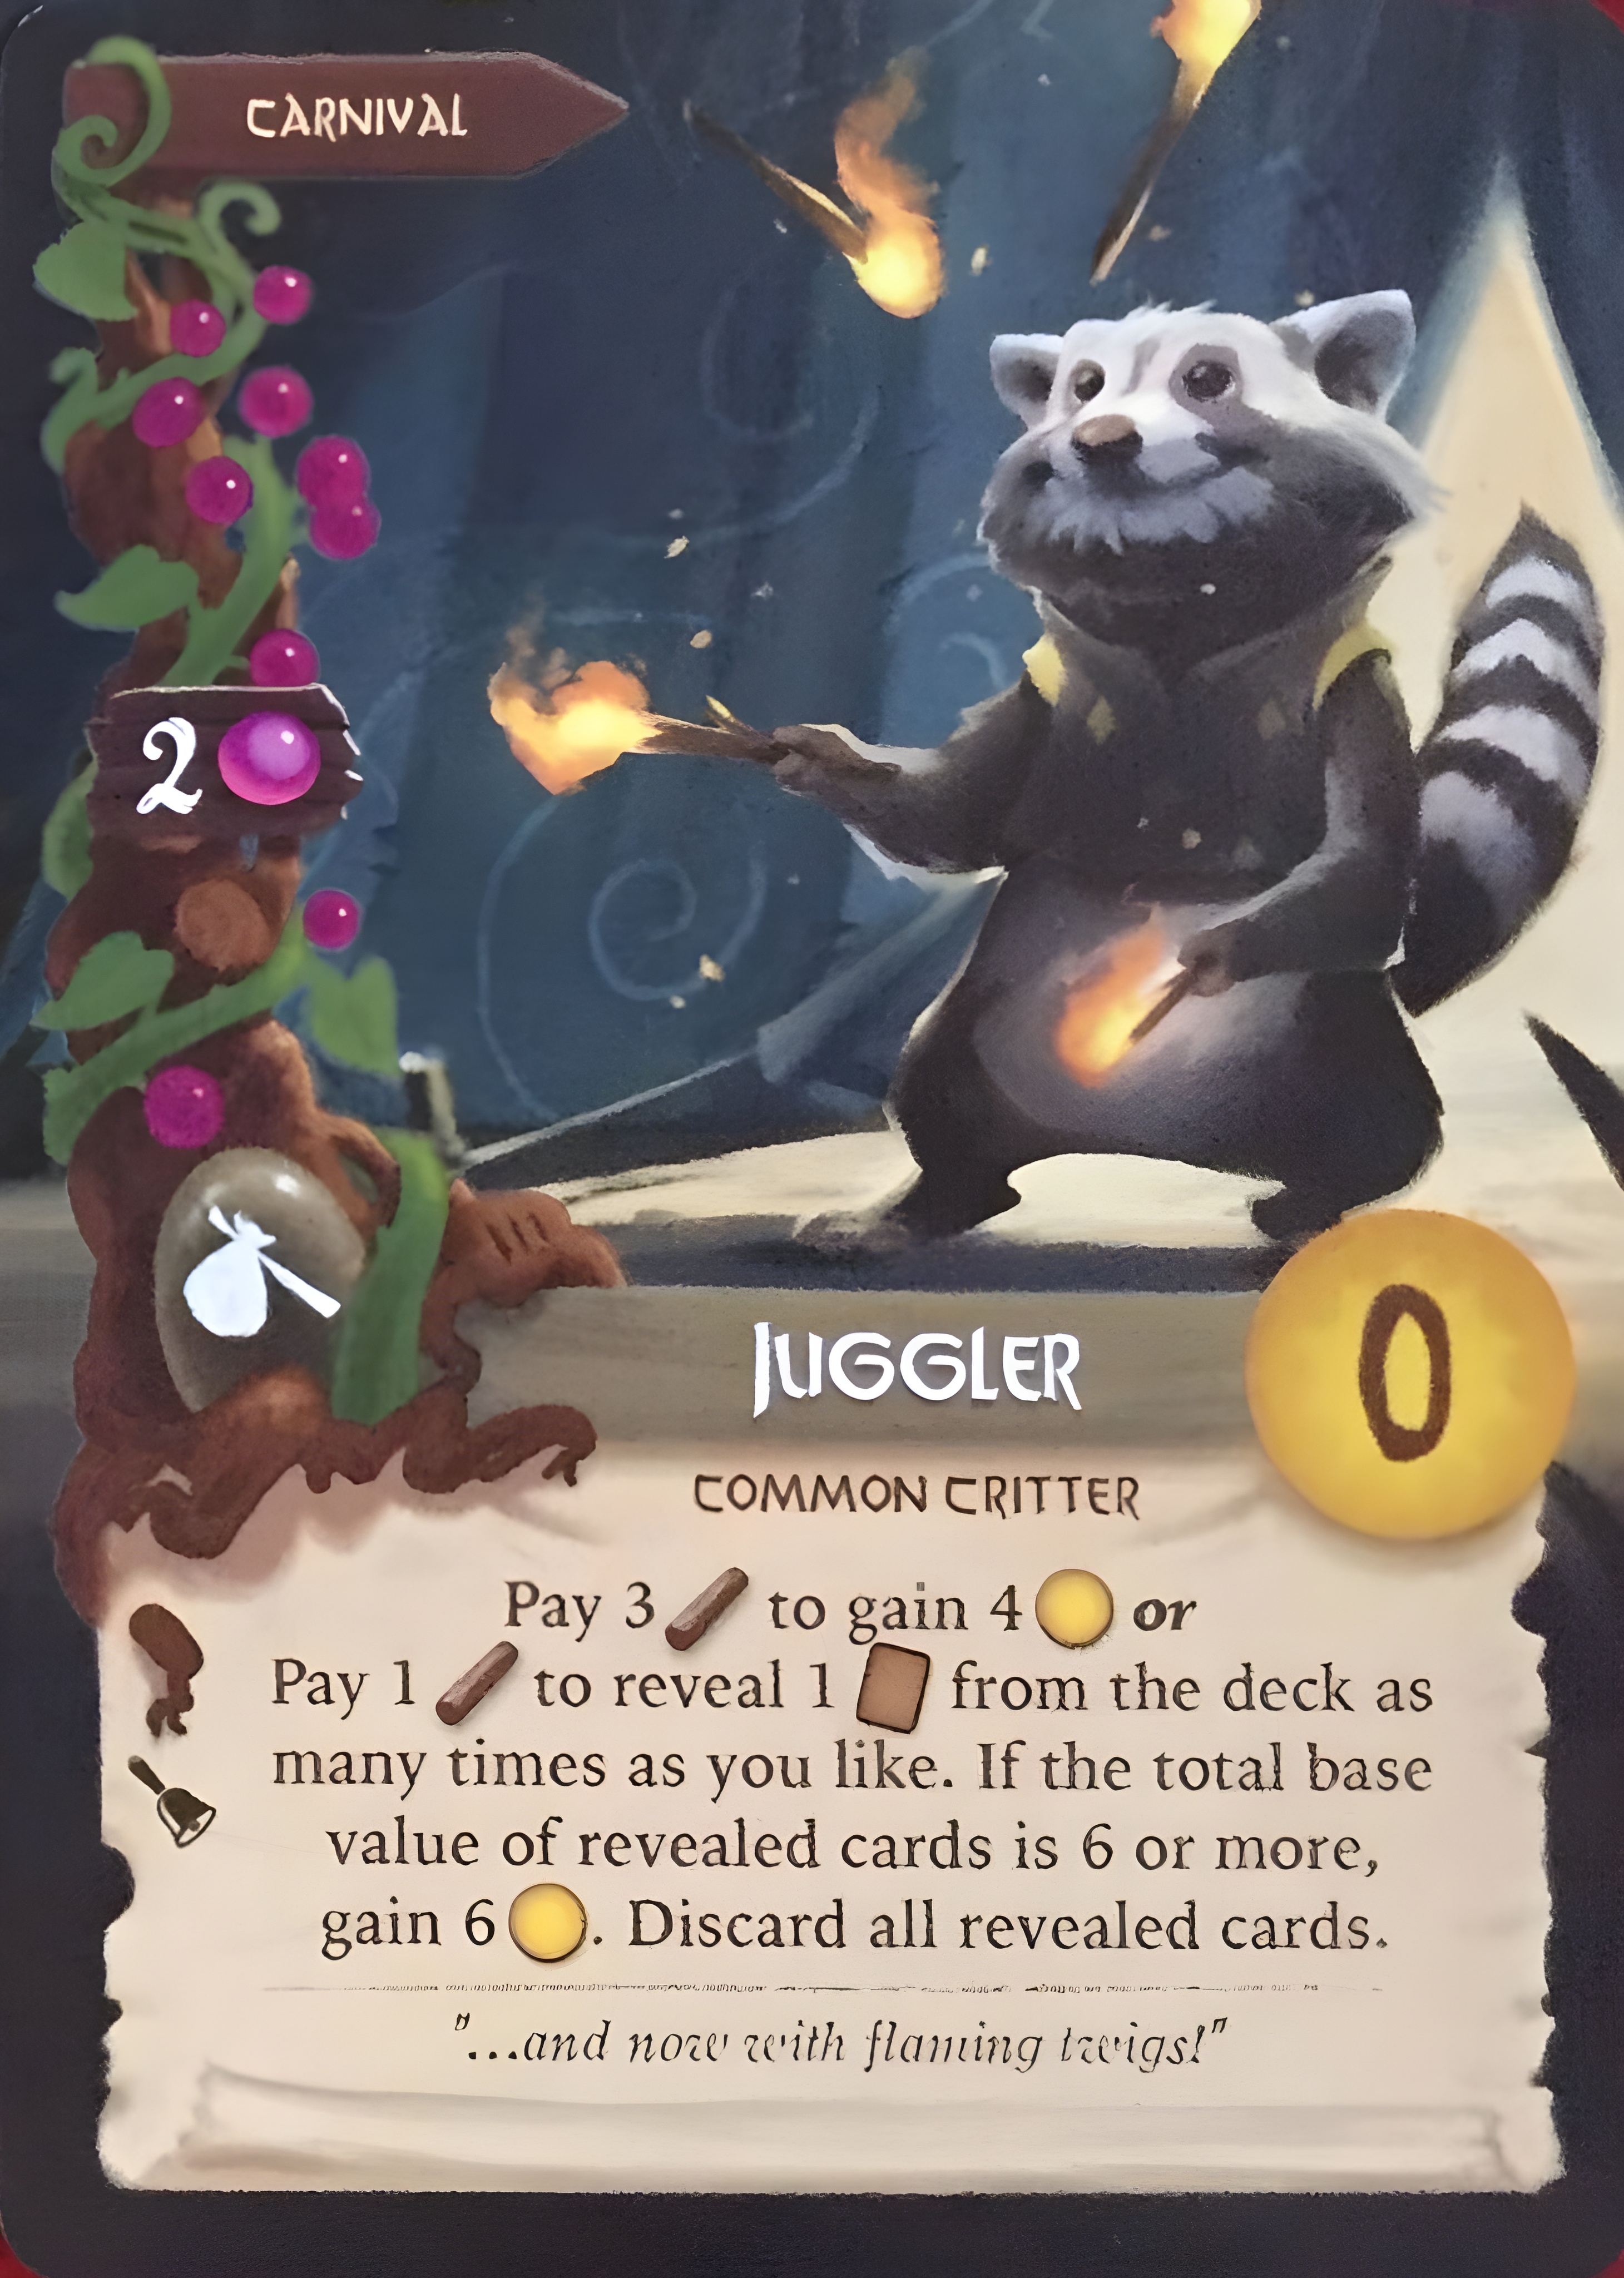 CARNIVAL
2
JUGGLER
0
COMMON CRITTER
Pay 3 to gain 4 or
Pay 1 to reveal 1 from the deck as
many times as you like. If the total base
value of revealed cards is 6 or more,
gain 6. Discard all revealed cards.
"...and now with flaming twigs!"